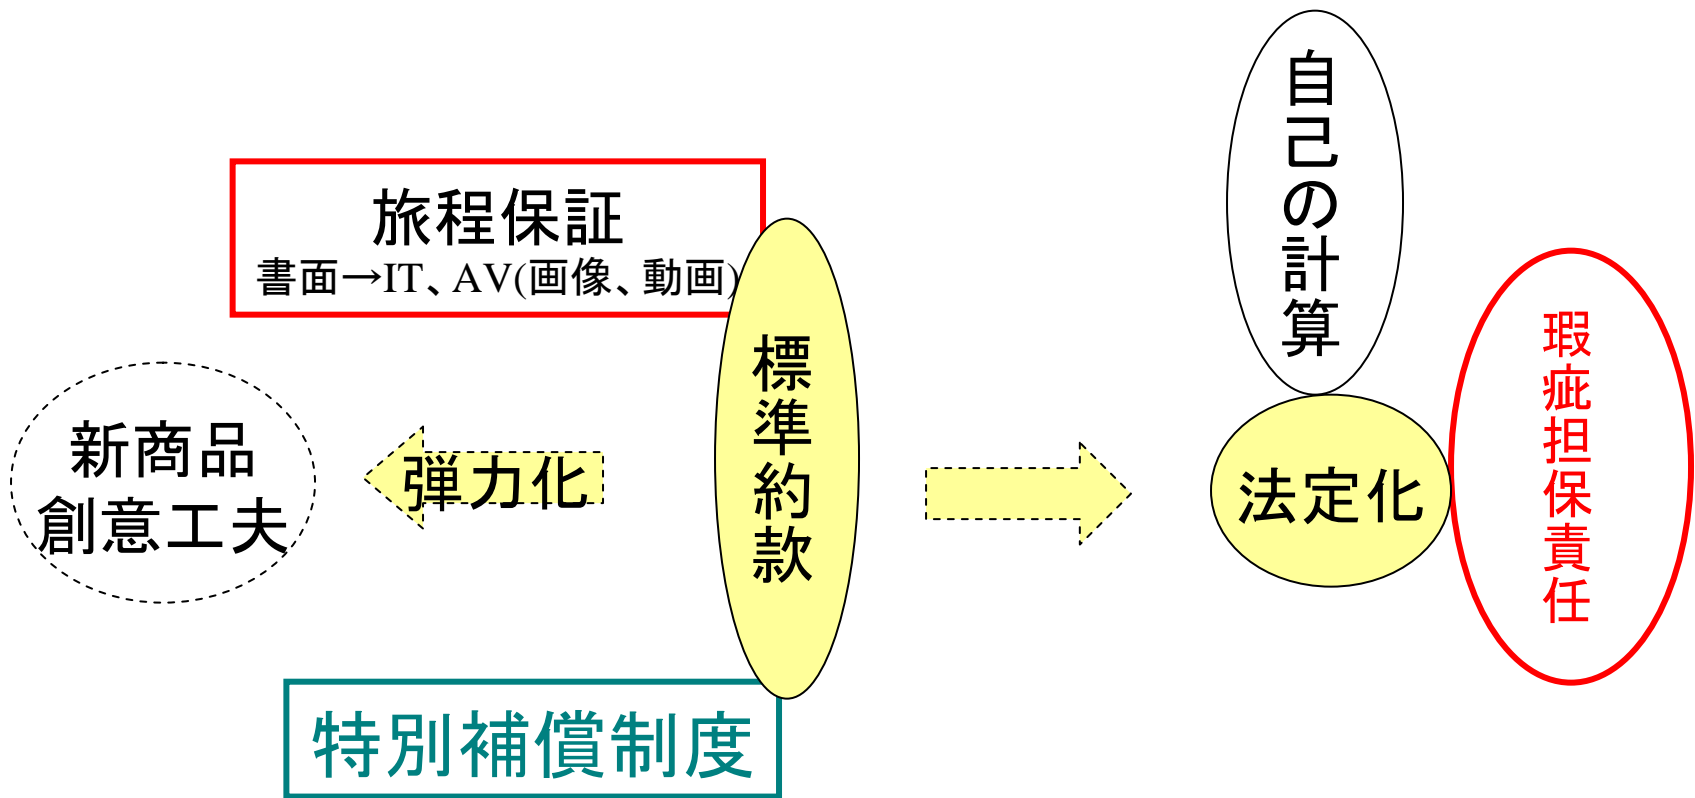 旅程保証
書面→IT、AV(画像、動画)
標準約款
新商品
創意工夫
弾力化
特別補償制度
自己の計算
法定化
瑕疵担保責任